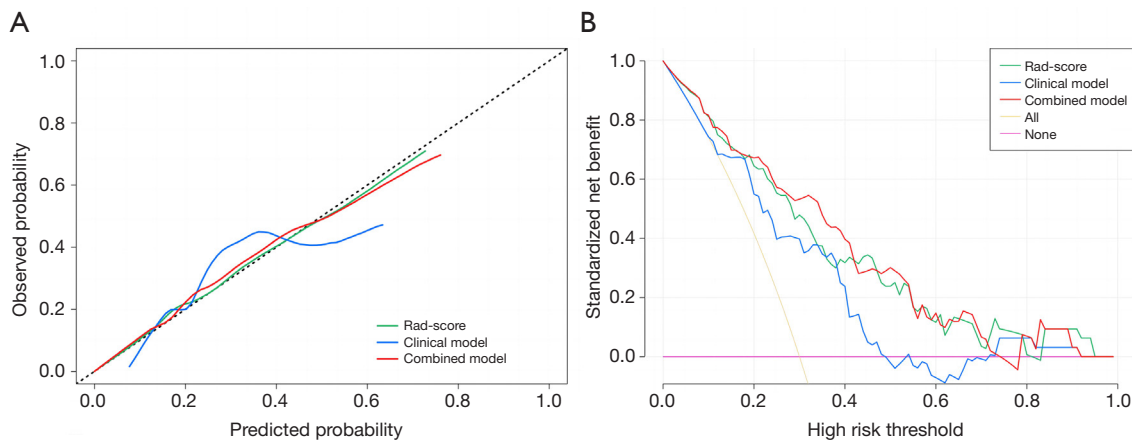 A
Observed probability
1.0
0.8
0.6
0.4
0.2
0.0
Rad-score
Clinical model
Combined model
0.0 0.2 0.4 0.6 0.8 1.0
Predicted probability
B
Standardized net benefit
1.0
0.8
0.6
0.4
0.2
0.0
Rad-score
Clinical model
Combined model
All
None
0.0 0.2 0.4 0.6 0.8 1.0
High risk threshold